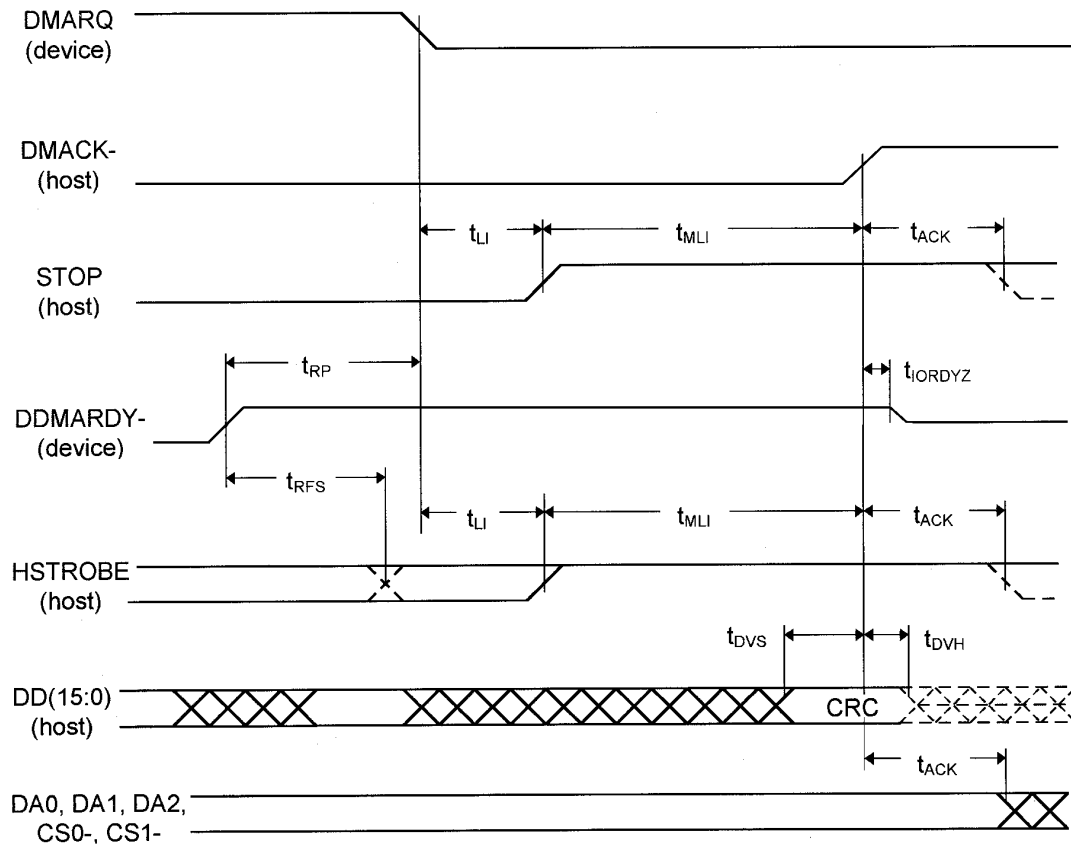 DMARQ
(device)
DMACK-
(host)
tLI
tMLI
tACK
STOP
(host)
tRP
tIORDYZ
DDMARDY-
(device)
tRFS
tLI
tMLI
tACK
HSTROBE
(host)
tDVS
tDVH
DD(15:0)
(host)
CRC
tACK
DA0, DA1, DA2,
CS0-, CS1-